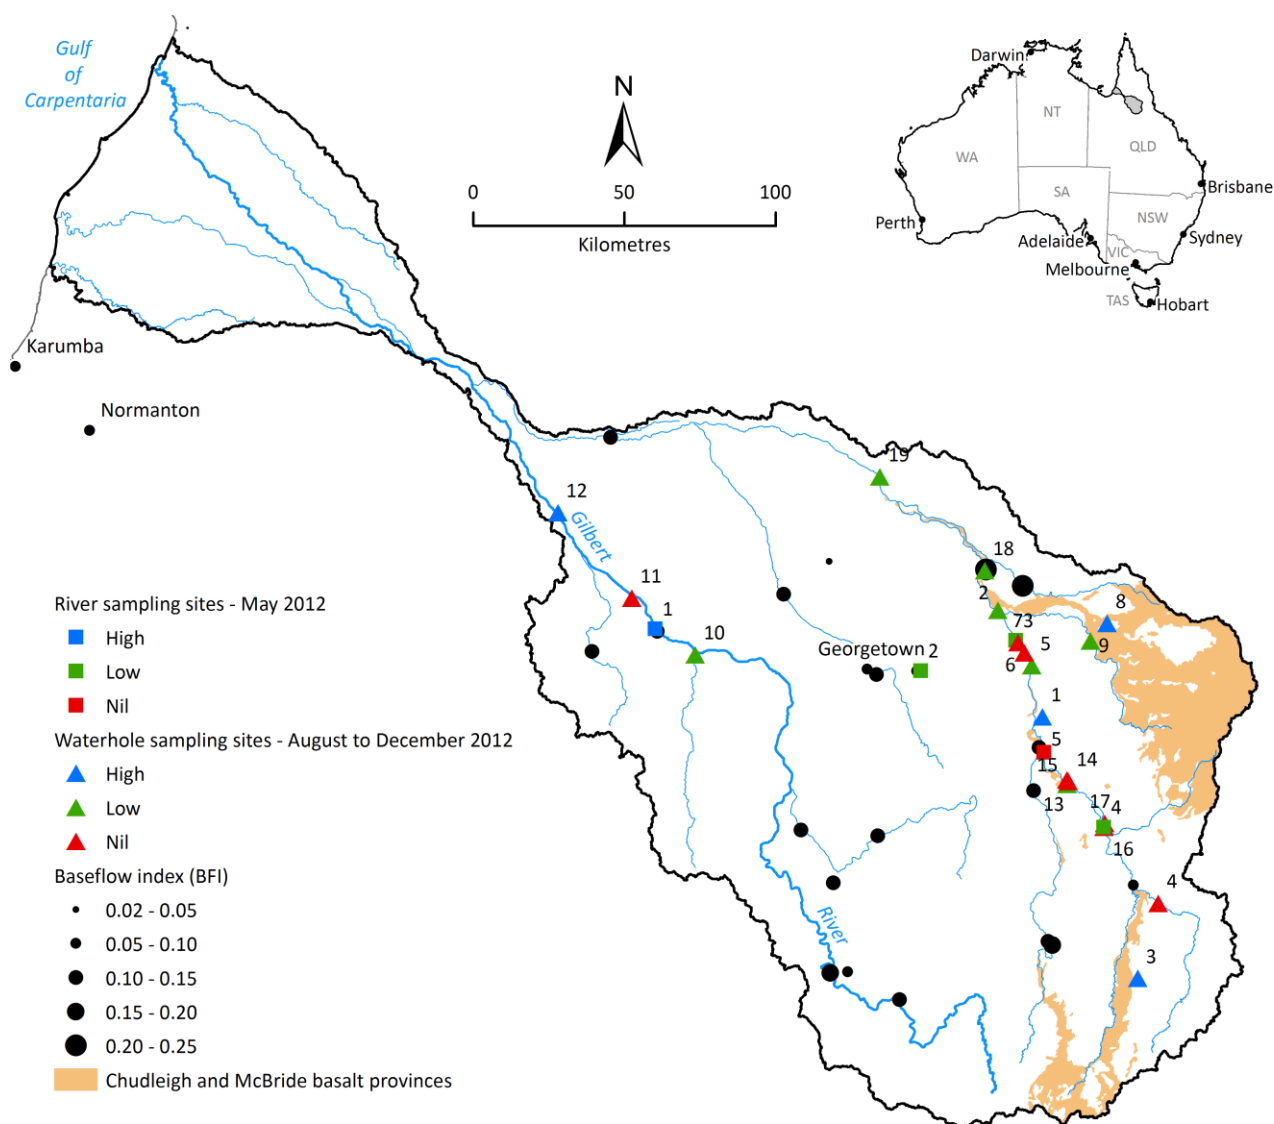 Gulf
of
Carpentaria
N
0 50 100
Kilometres
Darwin
NT
WA
QLD
SA
Brisbane
NSW
Perth
Adelaide
Sydney
VIC
Melbourne
TAS
Hobart
Karumba
Normanton
19
12
Gilbert
18
2
8
11
1
73
5
10
Georgetown 2
6
9
1
5
15
14
13
174
16
4
3
River
River sampling sites - May 2012
High
Low
Nil
Waterhole sampling sites - August to December 2012
High
Low
Nil
Baseflow index (BFI)
0.02 - 0.05
0.05 - 0.10
0.10 - 0.15
0.15 - 0.20
0.20 - 0.25
Chudleigh and McBride basalt provinces